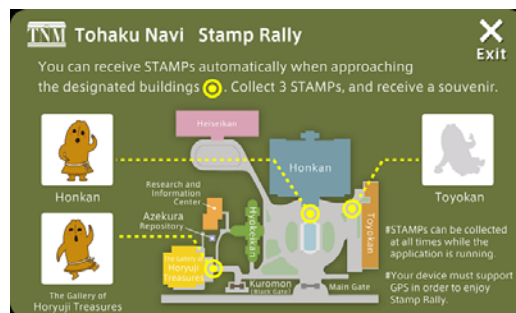 TNM Tohaku Navi Stamp Rally
Exit
You can receive STAMPs automatically when approaching
the designated buildings . Collect 3 STAMPs, and receive a souvenir.
Heiseikan
Honkan
Honkan
Toyokan
Research and
Information
Center
Azekura
Repository
Hyokeikan
Toyokan
The Gallery of
Horyuji
Treasures
Kuromon
(Black Gate)
Main Gate
The Gallery of
Horyuji Treasures
#STAMPs can be collected
at all times while the
application is running.
#Your device must support
GPS in order to enjoy
Stamp Rally.